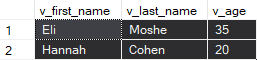 v_first_name v_last_name v_age
1 Eli Moshe 35
2 Hannah Cohen 20